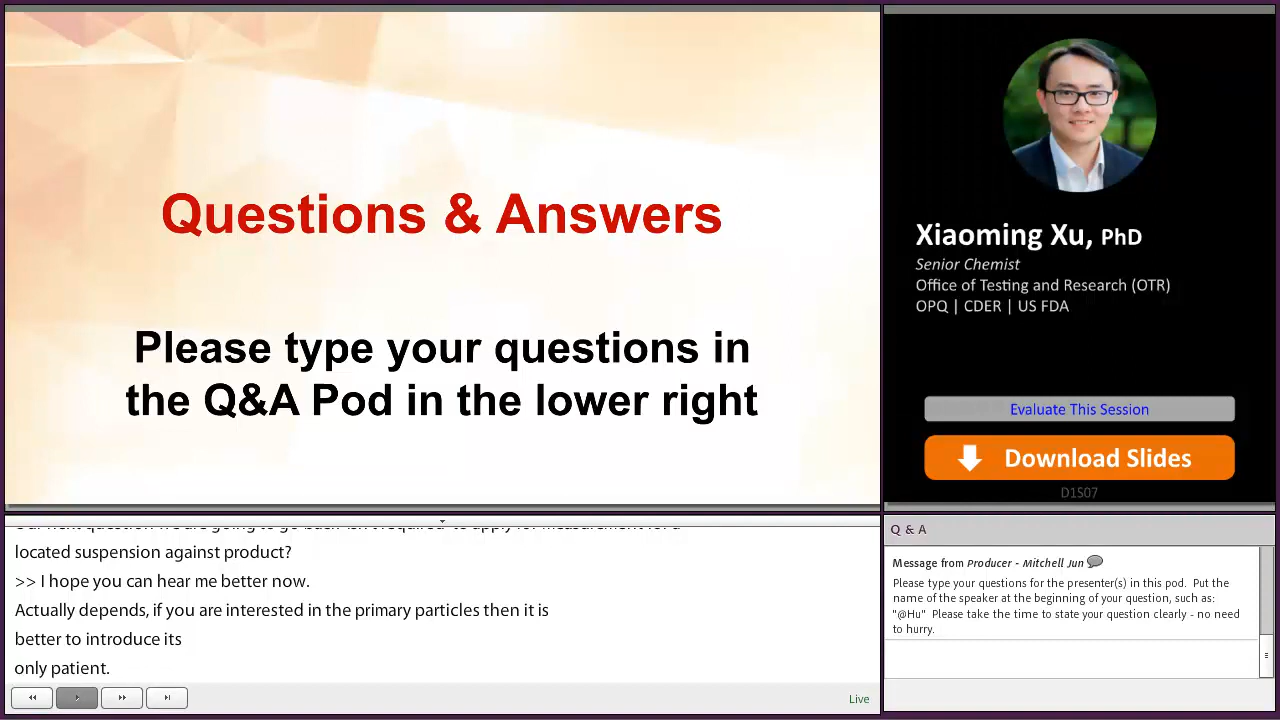 Questions & Answers
Please type your questions in
the Q&A Pod in the lower right
Xiaoming Xu, PhD
Senior Chemist
Office of Testing and Research (OTR)
OPQ | CDER | US FDA
Evaluate This Session
Download Slides
D1S07
located suspension against product?
>> I hope you can hear me better now.
Actually depends, if you are interested in the primary particles then it is
better to introduce its
only patient.
Live
Q & A
Message from Producer - Mitchell Jun
Please type your questions for the presenter(s) in this pod. Put the
name of the speaker at the beginning of your question, such as:
"@Hu" Please take the time to state your question clearly - no need
to hurry.